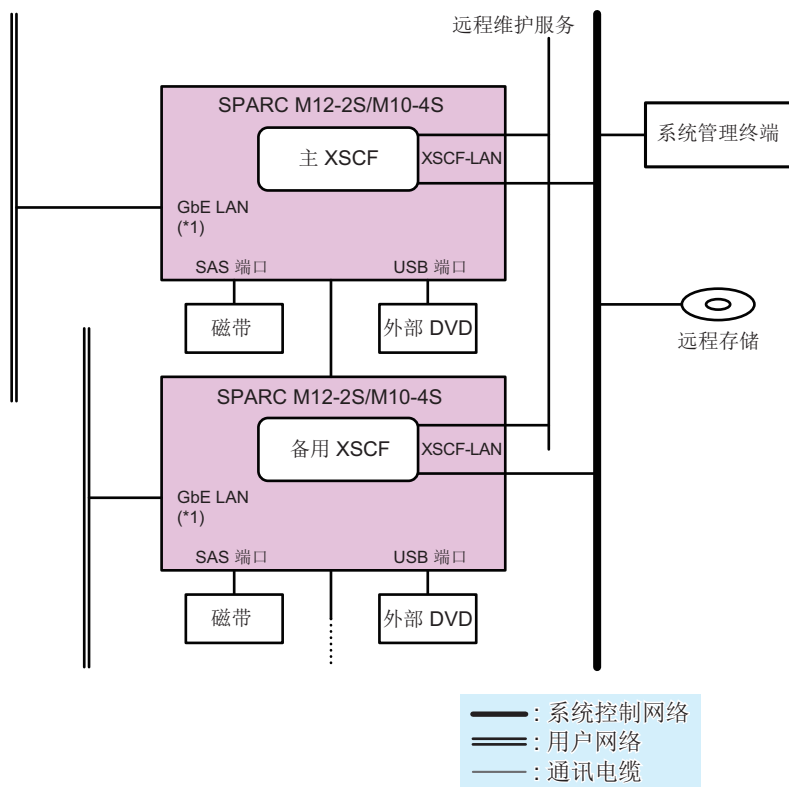 远程维护服务
SPARC M12-2S/M10-4S
主 XSCF
XSCF-LAN
系统管理终端
GbE LAN
(*1)
SAS 端口
USB 端口
磁带
外部 DVD
远程存储
SPARC M12-2S/M10-4S
备用 XSCF
XSCF-LAN
GbE LAN
(*1)
SAS 端口
USB 端口
磁带
外部 DVD
: 系统控制网络
: 用户网络
: 通讯电缆